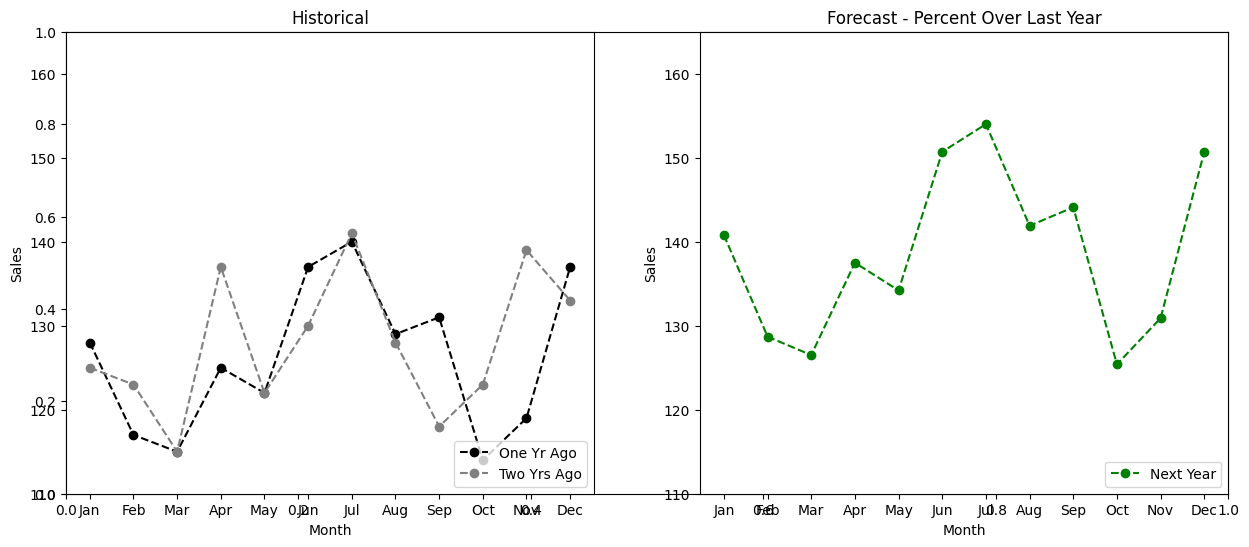 Historical
Forecast - Percent Over Last Year
1.0
160
0.8
150
0.6
140
0.4
130
0.2
120
0.0
110
Sales
One Yr Ago
Two Yrs Ago
0.0 Jan Feb Mar Apr May 0.2 Jun Jul Aug Sep Oct Nov 0.4 Dec
Month
160
150
140
130
120
110
Sales
Next Year
Jan 0.6 Feb Mar Apr May Jun Jul 0.8 Aug Sep Oct Nov Dec 1.0
Month